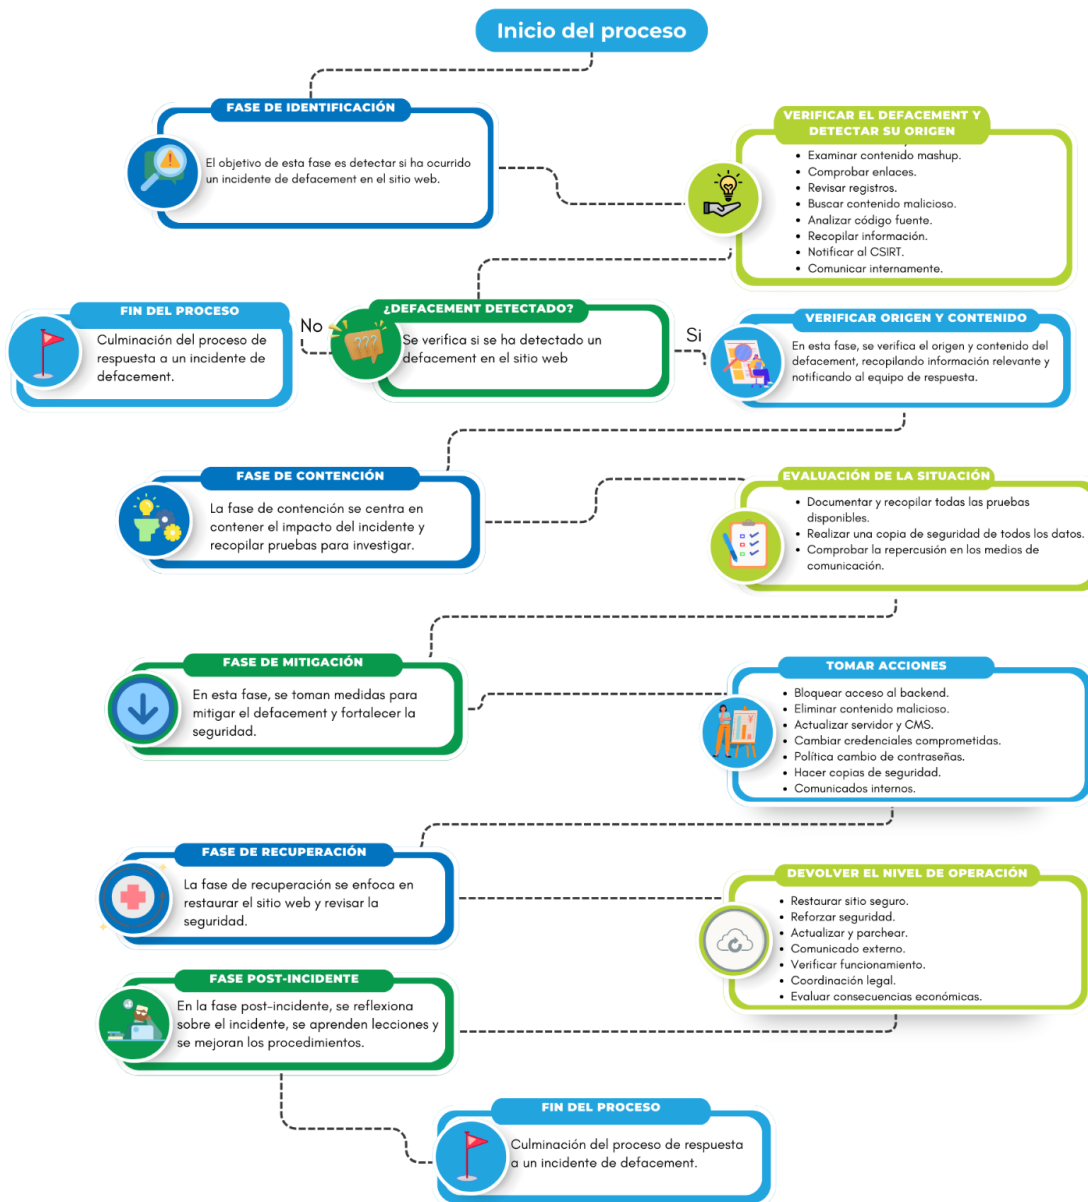 Inicio del proceso
FASE DE IDENTIFICACIÓN
El objetivo de esta fase es detectar si ha ocurrido
un incidente de defacement en el sitio web.
VERIFICAR EL DEFACEMENT Y
DETECTAR SU ORIGEN
• Examinar contenido mashup.
• Comprobar enlaces.
• Revisar registros.
• Buscar contenido malicioso.
• Analizar código fuente.
• Recopilar información.
• Notificar al CSIRT.
• Comunicar internamente.
FIN DEL PROCESO
Culminación del proceso de
respuesta a un incidente de
defacement.
No
¿DEFACEMENT DETECTADO?
???
Se verifica si se ha detectado un
defacement en el sitio web
Si
VERIFICAR ORIGEN Y CONTENIDO
En esta fase, se verifica el origen y contenido del
defacement, recopilando información relevante y
notificando al equipo de respuesta.
FASE DE CONTENCIÓN
La fase de contención se centra en
contener el impacto del incidente y
recopilar pruebas para investigar.
EVALUACIÓN DE LA SITUACIÓN
• Documentar y recopilar todas las pruebas
disponibles.
• Realizar una copia de seguridad de todos los datos.
• Comprobar la repercusión en los medios de
comunicación.
FASE DE MITIGACIÓN
En esta fase, se toman medidas para
mitigar el defacement y fortalecer la
seguridad.
TOMAR ACCIONES
• Bloquear acceso al backend.
• Eliminar contenido malicioso.
• Actualizar servidor y CMS.
• Cambiar credenciales comprometidas.
• Política cambio de contraseñas.
• Hacer copias de seguridad.
• Comunicados internos.
FASE DE RECUPERACIÓN
La fase de recuperación se enfoca en
restaurar el sitio web y revisar la
seguridad.
DEVOLVER EL NIVEL DE OPERACIÓN
• Restaurar sitio seguro.
• Reforzar seguridad.
• Actualizar y parchear.
• Comunicado externo.
• Verificar funcionamiento.
• Coordinación legal.
• Evaluar consecuencias económicas.
FASE POST-INCIDENTE
En la fase post-incidente, se reflexiona
sobre el incidente, se aprenden lecciones y
se mejoran los procedimientos.
FIN DEL PROCESO
Culminación del proceso de respuesta
a un incidente de defacement.